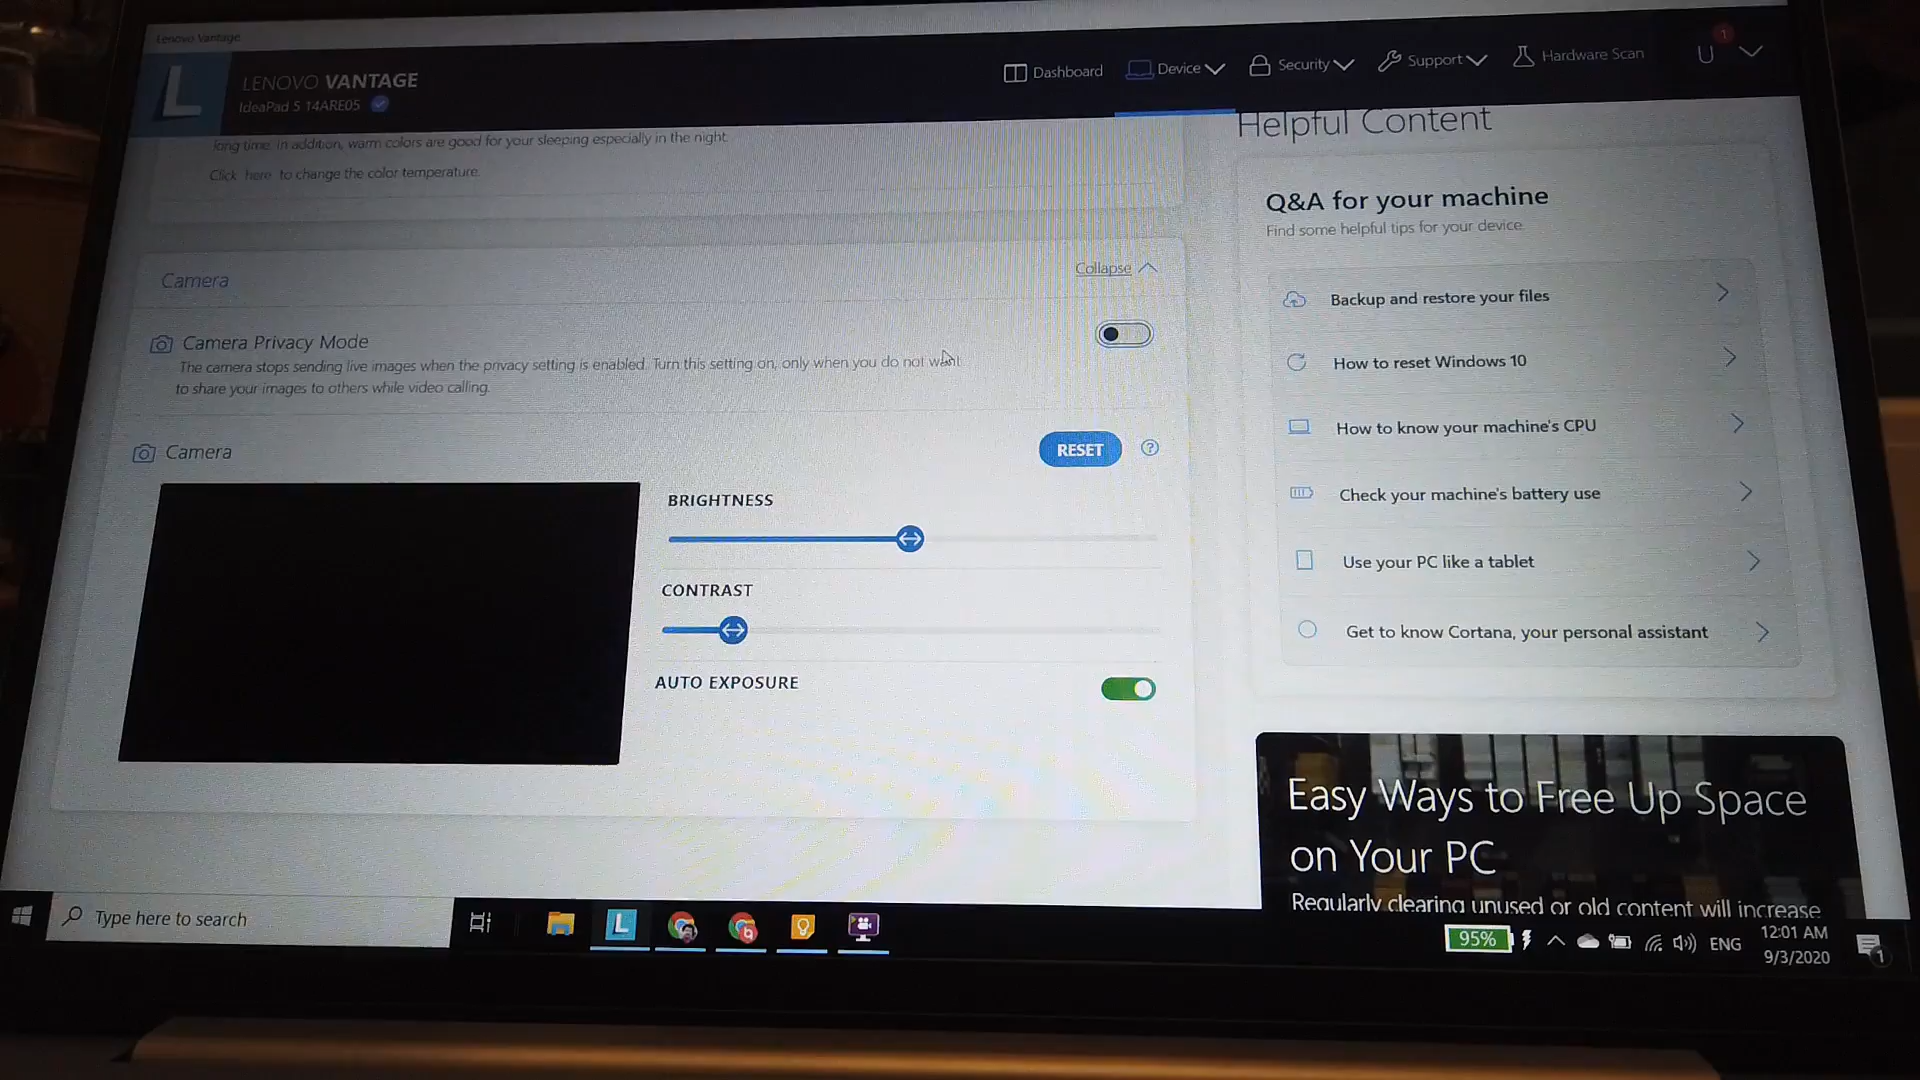 Lenovo Vantage
LENOVO VANTAGE
IdeaPad 5 14ARE05
Dashboard
Device
Security
Support
Hardware Scan
U
1
long time. In addition, warm colors are good for your sleeping especially in the night.
Click here to change the color temperature.
Camera
Collapse
Camera Privacy Mode
The camera stops sending live images when the privacy setting is enabled. Turn this setting on, only when you do not want
to share your images to others while video calling.
Camera
RESET
?
BRIGHTNESS
CONTRAST
AUTO EXPOSURE
Helpful Content
Q&A for your machine
Find some helpful tips for your device.
Backup and restore your files
How to reset Windows 10
How to know your machine's CPU
Check your machine's battery use
Use your PC like a tablet
Get to know Cortana, your personal assistant
Easy Ways to Free Up Space
on Your PC
Regularly clearing unused or old content will increase
Type here to search
L
95%
ENG
12:01 AM
9/3/2020
1